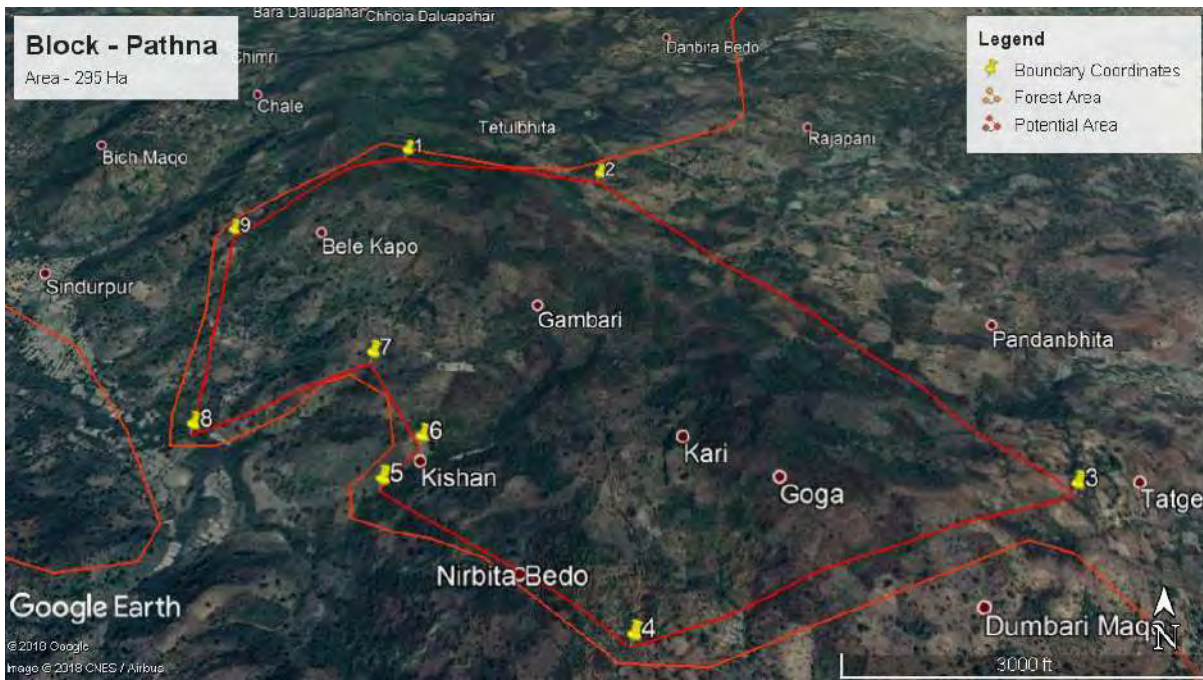 Block - Pathna
Area - 295 Ha
Bara Daluapahar
Chhota Daluapahar
Chimri
Danbita Bedo
Legend
Boundary Coordinates
Forest Area
Potential Area
Chale
Tetulbhita
Rajapani
Bich Maqo
1
2
9
Bele Kapo
Sindurpur
Gambari
Pandanbhita
7
8
6
Kari
5
Kishan
Goga
3
Tatge
Nirbita Bedo
4
Dumbari Maqo
Google Earth
N
© 2018 Google
Image © 2018 CNES / Airbus
3000 ft